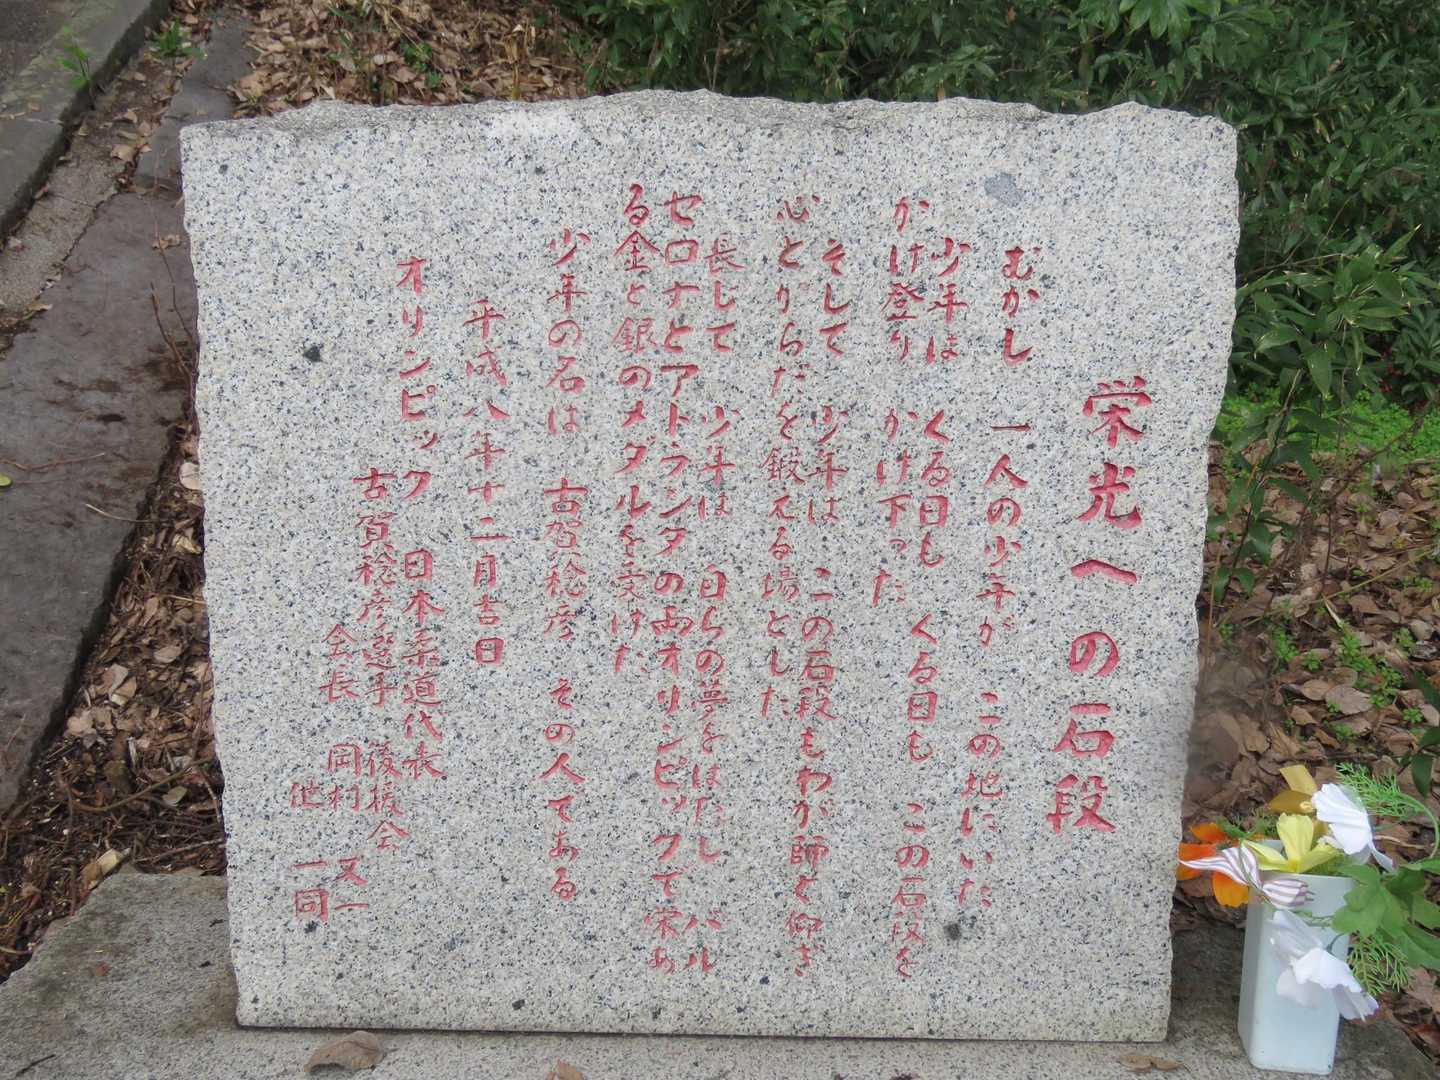 栄光への石段
むかし 一人の少年が この地にいた
少年は くる日も くる日も この石段を
かけ登り かけ下った
そして 少年は この石段もわが師と仰ぎ
心とからだを鍛える場とした
長じて 少年は 自らの夢をはたし バル
セロナとアトランタの両オリンピックで栄あ
る金と銀のメダルを受けた
少年の名は 古賀稔彦 その人である
平成八年十二月吉日
オリンピック 日本柔道代表
古賀稔彦選手 後援会
会長 岡村 又一
他 一同